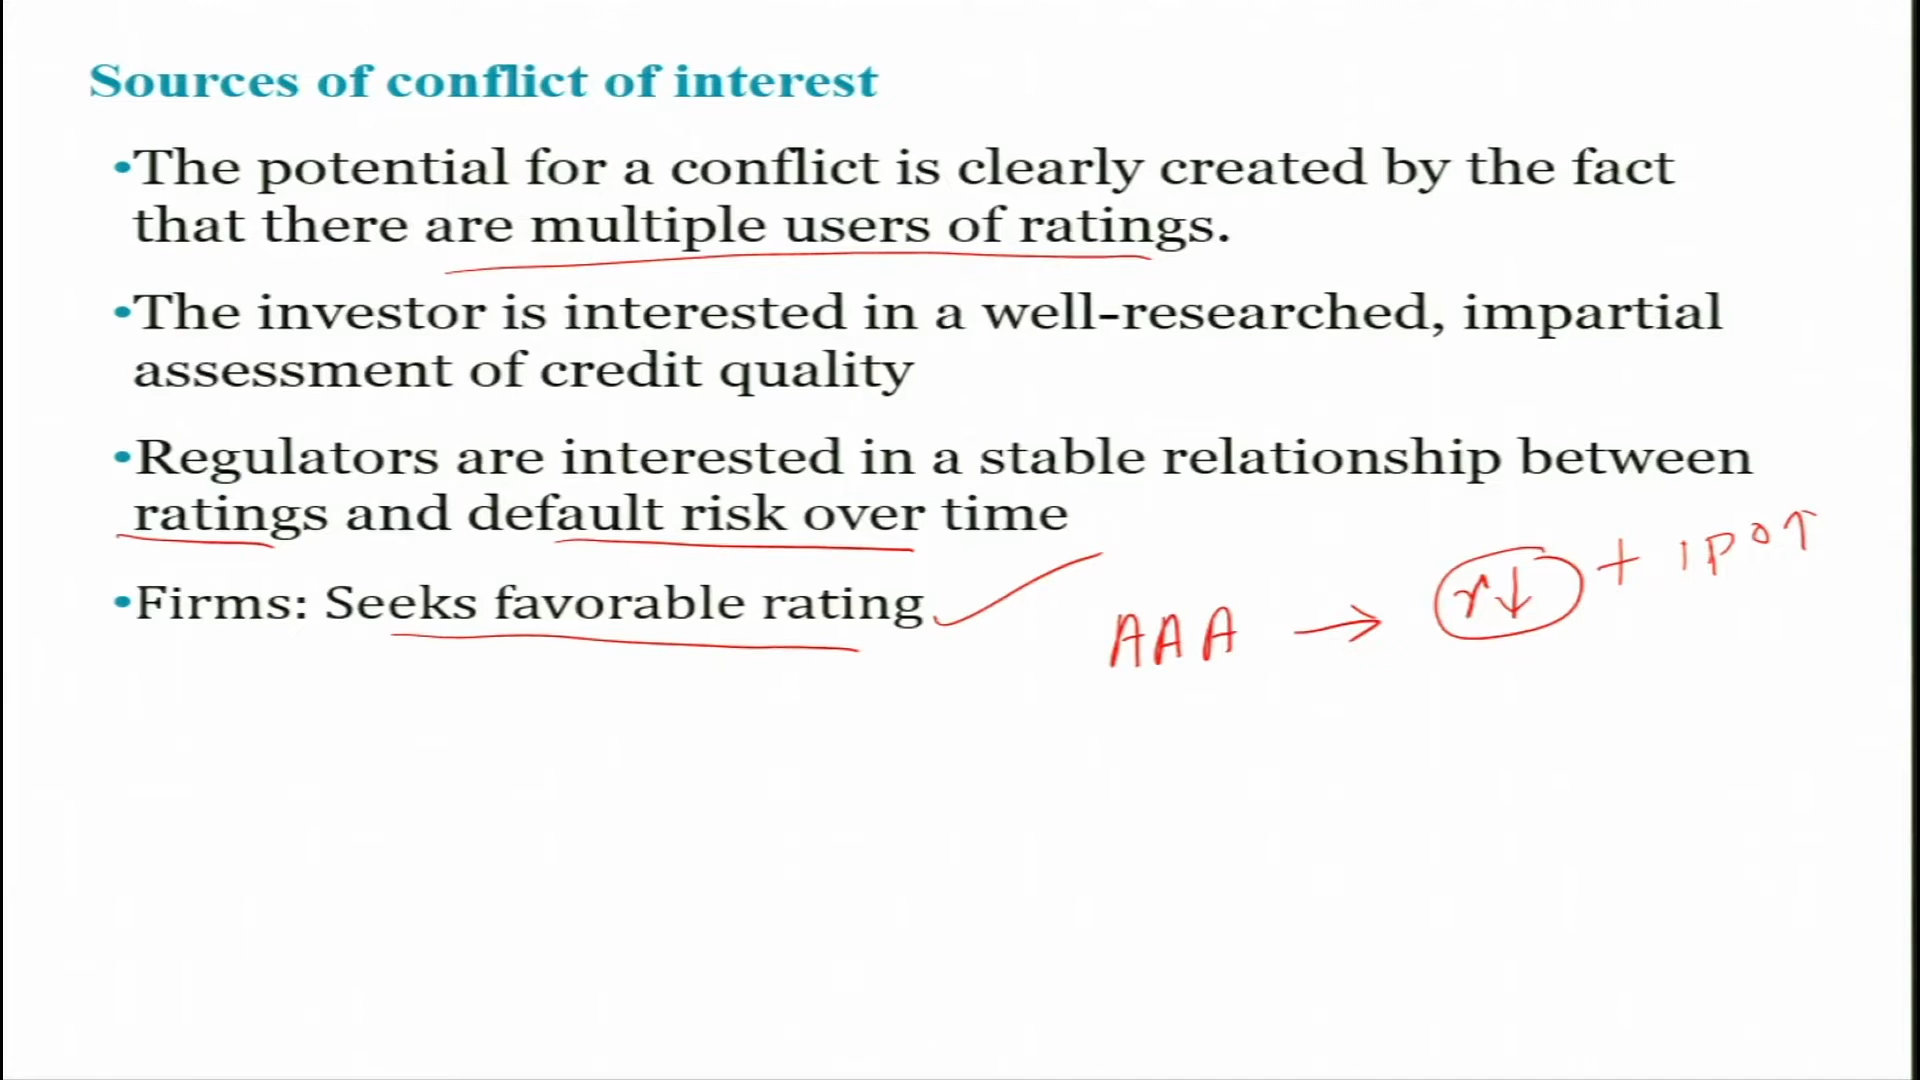 Sources of conflict of interest
•The potential for a conflict is clearly created by the fact
that there are multiple users of ratings.
•The investor is interested in a well-researched, impartial
assessment of credit quality
•Regulators are interested in a stable relationship between
ratings and default risk over time
•Firms: Seeks favorable rating
AAA → r↓ + IPO↑